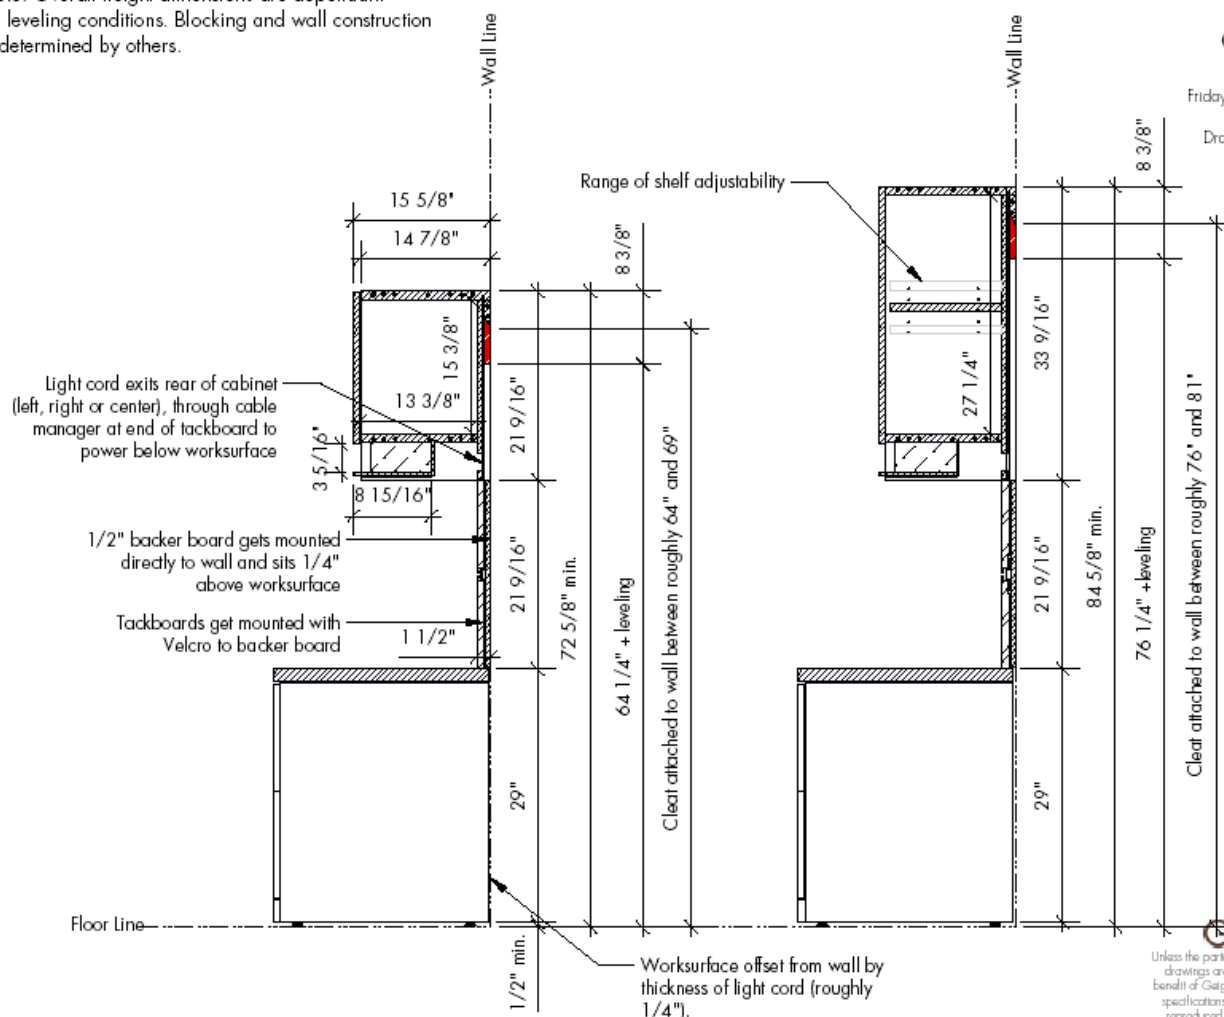 leveling conditions. Blocking and wall construction
determined by others.
Wall Line
Wall Line
Friday
8 3/8"
Range of shelf adjustability
15 5/8"
14 7/8"
8 3/8"
15 3/8"
33 9/16"
27 1/4"
Light cord exits rear of cabinet
(left, right or center), through cable
manager at end of tackboard to
power below worksurface
13 3/8"
21 9/16"
3 5/16"
8 15/16"
1/2" backer board gets mounted
directly to wall and sits 1/4"
above worksurface
Tackboards get mounted with
Velcro to backer board
1 1/2"
21 9/16"
72 5/8" min.
64 1/4" + leveling
Cleat attached to wall between roughly 64" and 69"
21 9/16"
84 5/8" min.
76 1/4" +leveling
Cleat attached to wall between roughly 76" and 81"
29"
29"
Floor Line
1/2" min.
Worksurface offset from wall by
thickness of light cord (roughly
1/4").
Unless the
drawings
benefit of
specifications